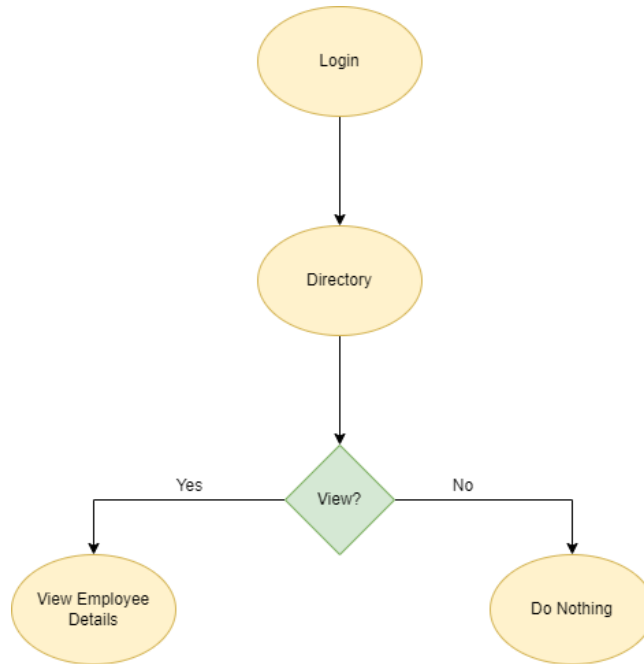 Login
Directory
Yes
View?
No
View Employee
Details
Do Nothing